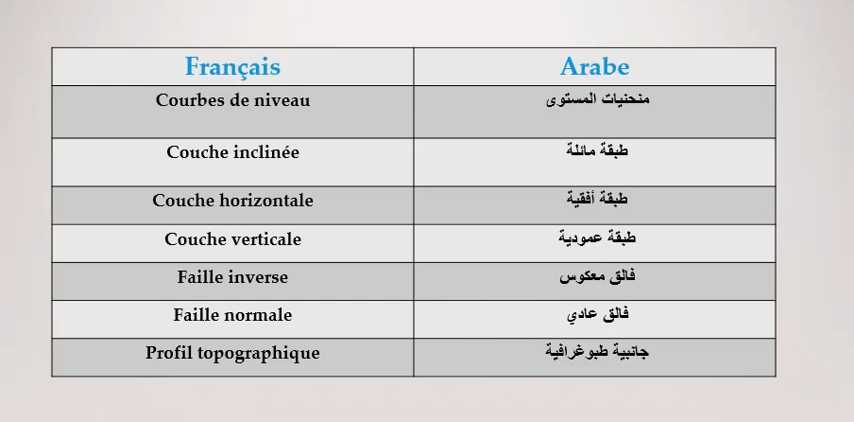 Français Arabe
Courbes de niveau منحنيات المستوى
Couche inclinée طبقة مائلة
Couche horizontale طبقة أفقية
Couche verticale طبقة عمودية
Faille inverse فالق معكوس
Faille normale فالق عادي
Profil topographique جانبية طبوغرافية